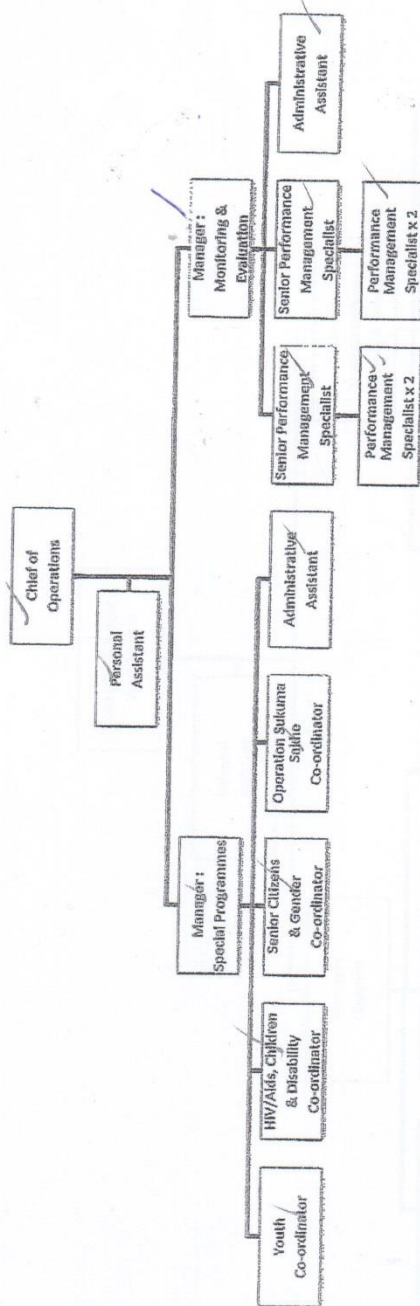 Chief of
Operations
Personal
Assistant
Manager:
Special Programmes
Manager:
Monitoring &
Evaluation
Youth
Co-ordinator
HIV/Aids, Children
& Disability
Co-ordinator
Senior Citizens
& Gender
Co-ordinator
Operation Sukuma
Sakhe
Co-ordinator
Administrative
Assistant
Senior Performance
Management
Specialist
Senior Performance
Management
Specialist
Administrative
Assistant
Performance
Management
Specialist x 2
Performance
Management
Specialist x 2